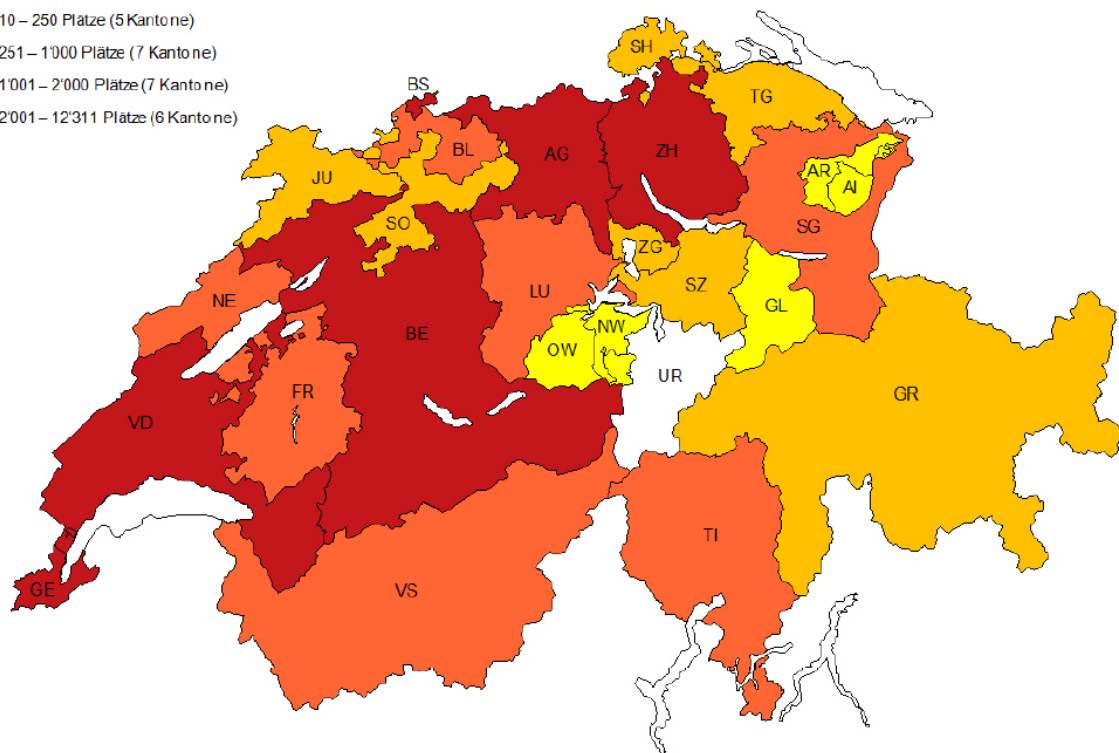 10 – 250 Plätze (5 Kantone)
251 – 1'000 Plätze (7 Kantone)
1'001 – 2'000 Plätze (7 Kantone)
2'001 – 12'311 Plätze (6 Kantone)
SH
BS
TG
BL
AG
ZH
JU
AR
AI
SO
SG
ZG
NE
LU
SZ
GL
BE
NW
OW
UR
FR
GR
VD
TI
GE
VS